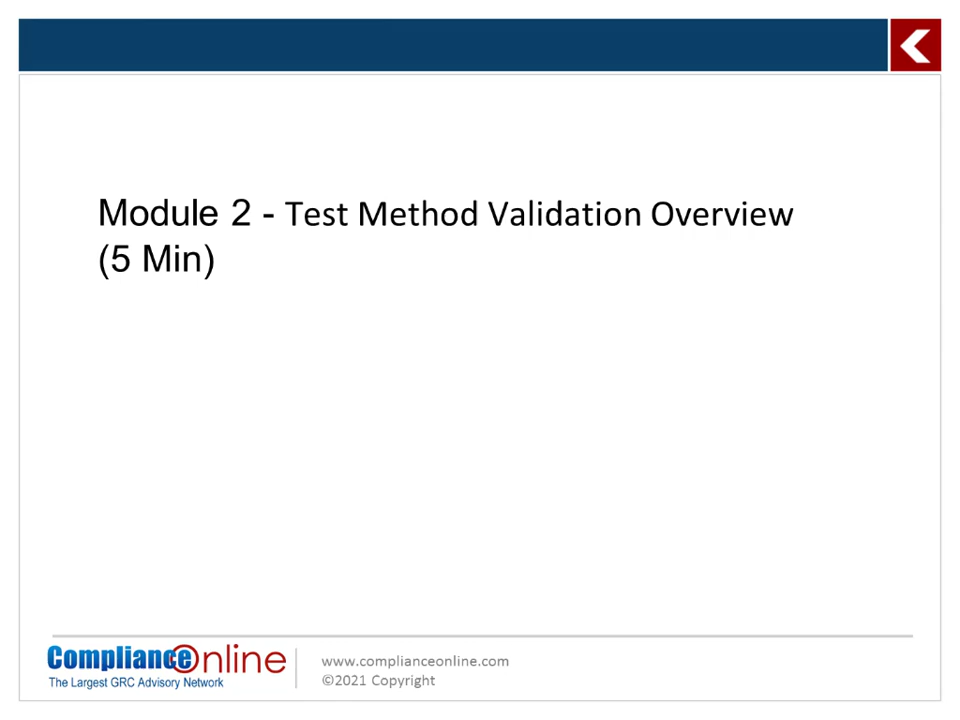 Module 2 - Test Method Validation Overview
(5 Min)
ComplianceOnline
The Largest GRC Advisory Network
www.complianceonline.com
©2021 Copyright